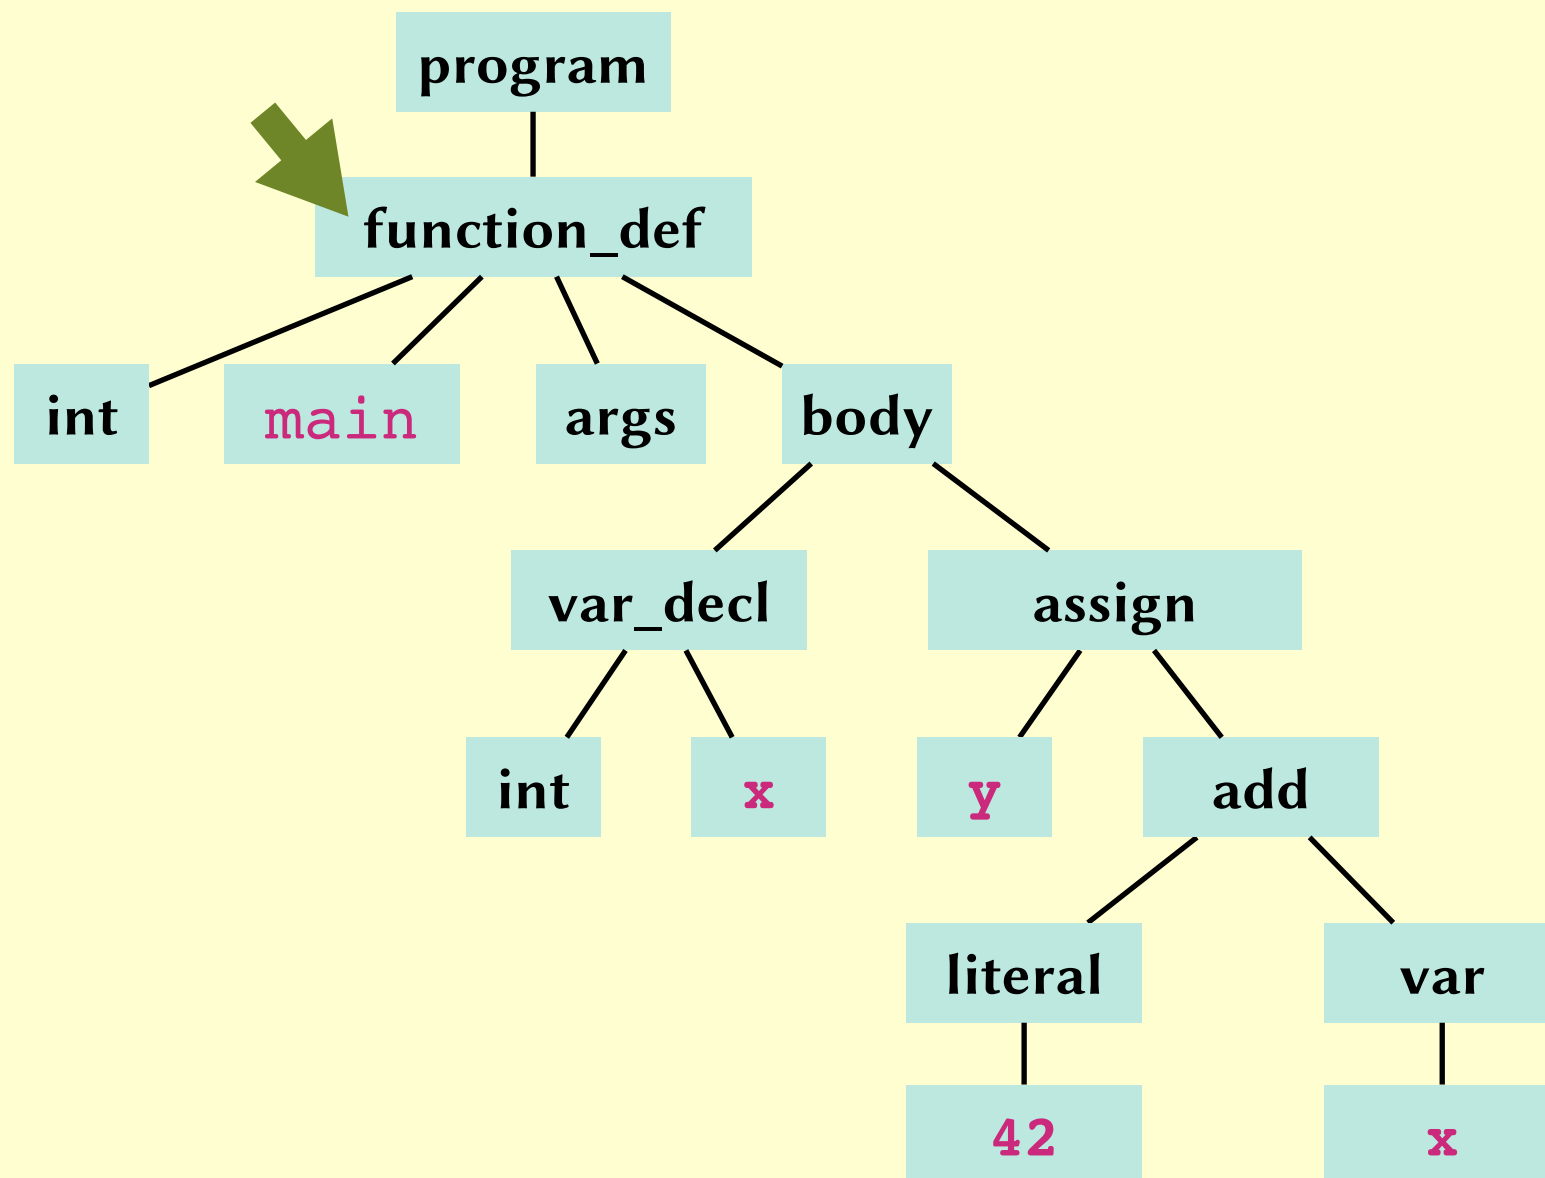 program
function_def
int main args body
var_decl assign
int x y add
literal var
42 x